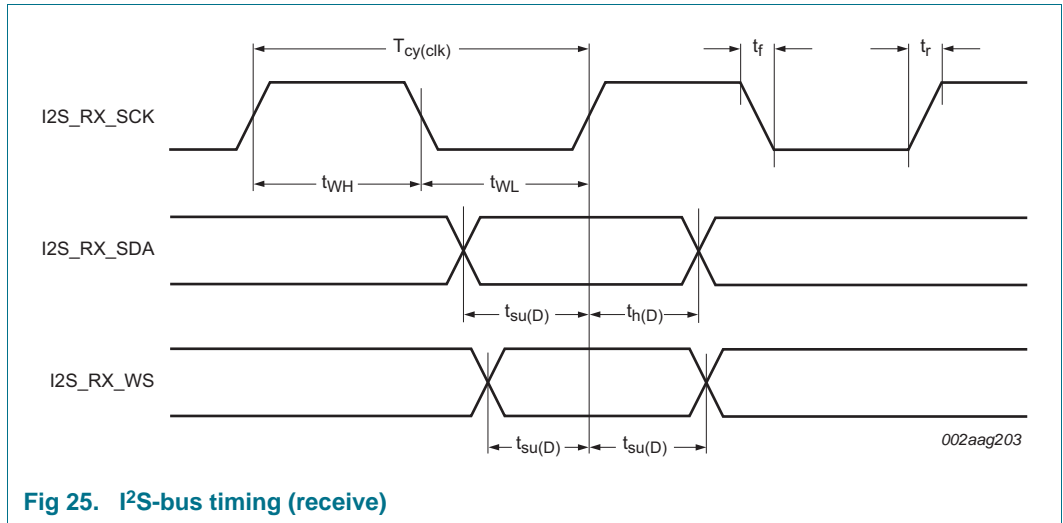 T cy(clk) tf tr
I2S_RX_SCK
tWH tWL
I2S_RX_SDA
tsu(D) th(D)
I2S_RX_WS
tsu(D) tsu(D)
002aag203
Fig 25. I²S-bus timing (receive)